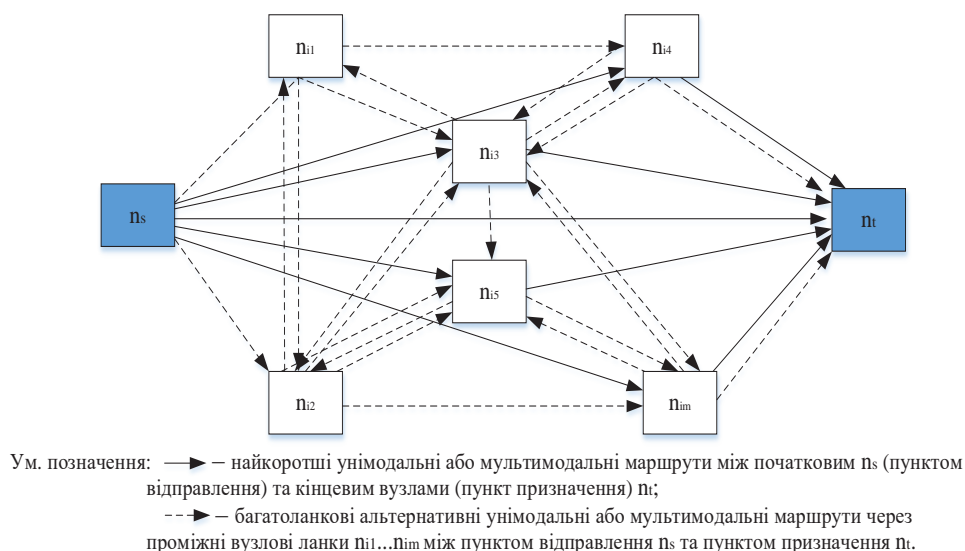 nᵢ₁
nᵢ₄
nᵢ₃
nₛ
nₜ
nᵢ₅
nᵢ₂
nᵢₘ
Ум. позначення: – найкоротші унімодальні або мультимодальні маршрути між початковим nₛ (пунктом
відправлення) та кінцевим вузлами (пункт призначення) nₜ;
– багатоланкові альтернативні унімодальні або мультимодальні маршрути через
проміжні вузлові ланки nᵢ₁...nᵢₘ між пунктом відправлення nₛ та пунктом призначення nₜ.